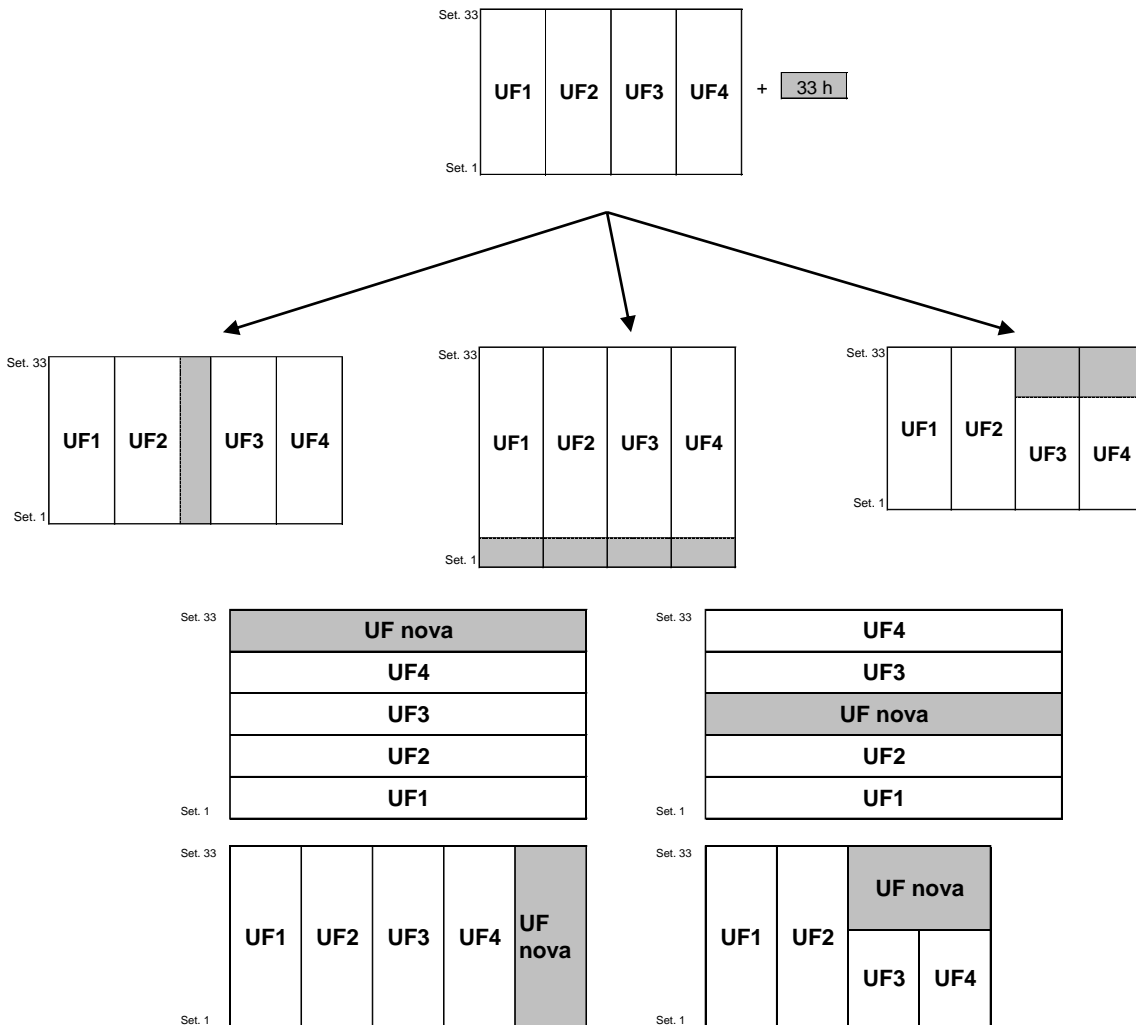 Set. 33
UF1 UF2 UF3 UF4 + 33 h
Set. 1
Set. 33
UF1 UF2 UF3 UF4
Set. 1
Set. 33
UF1 UF2 UF3 UF4
Set. 1
Set. 33
UF1 UF2
UF3 UF4
Set. 1
Set. 33
UF nova
UF4
UF3
UF2
UF1
Set. 1
Set. 33
UF4
UF3
UF nova
UF2
UF1
Set. 1
Set. 33
UF1 UF2 UF3 UF4 UF
nova
Set. 1
Set. 33
UF nova
UF1 UF2
UF3 UF4
Set. 1